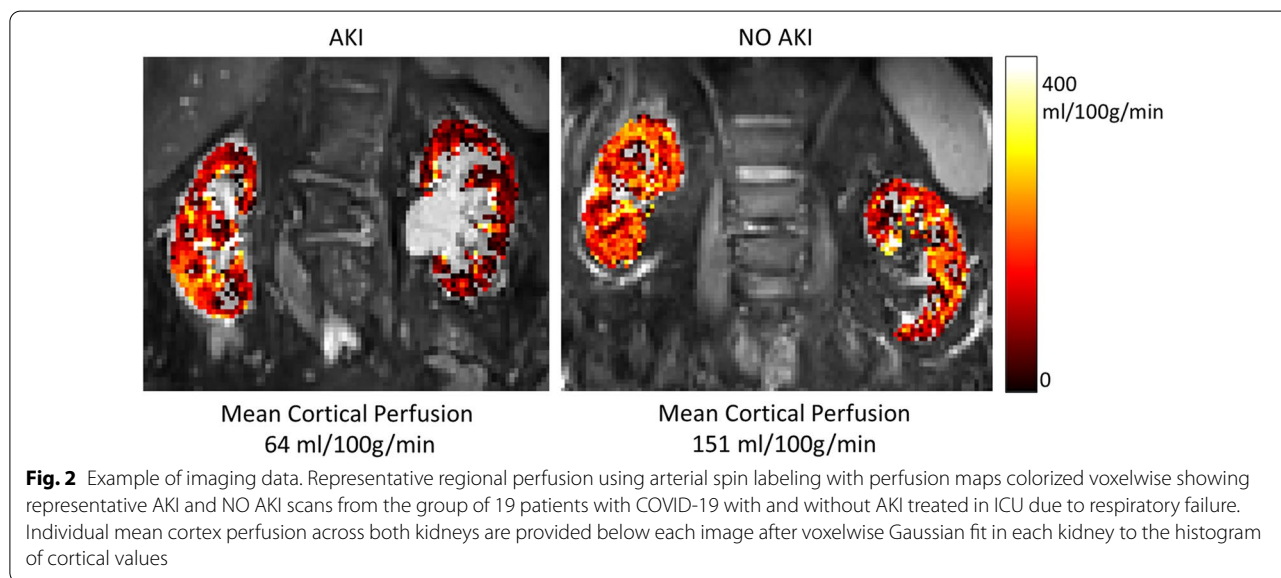 AKI
NO AKI
400
ml/100g/min
0
Mean Cortical Perfusion
64 ml/100g/min
Mean Cortical Perfusion
151 ml/100g/min
Fig. 2 Example of imaging data. Representative regional perfusion using arterial spin labeling with perfusion maps colorized voxelwise showing
representative AKI and NO AKI scans from the group of 19 patients with COVID-19 with and without AKI treated in ICU due to respiratory failure.
Individual mean cortex perfusion across both kidneys are provided below each image after voxelwise Gaussian fit in each kidney to the histogram
of cortical values